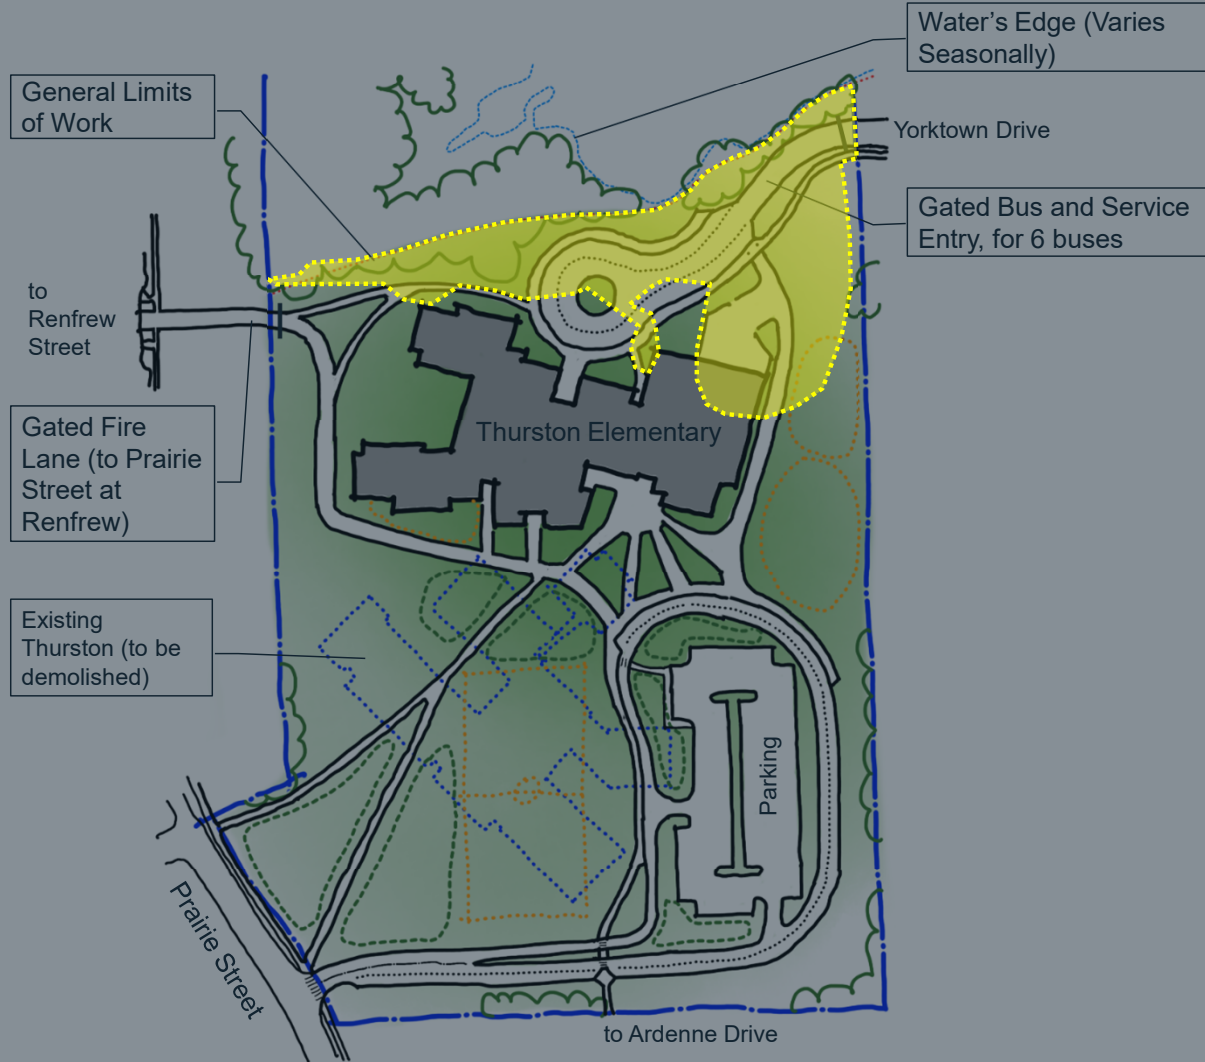 Water's Edge (Varies
Seasonally)
General Limits
of Work
Yorktown Drive
Gated Bus and Service
Entry, for 6 buses
to
Renfrew
Street
Gated Fire
Lane (to Prairie
Street at
Renfrew)
Thurston Elementary
Existing
Thurston (to be
demolished)
Parking
Prairie Street
to Ardenne Drive